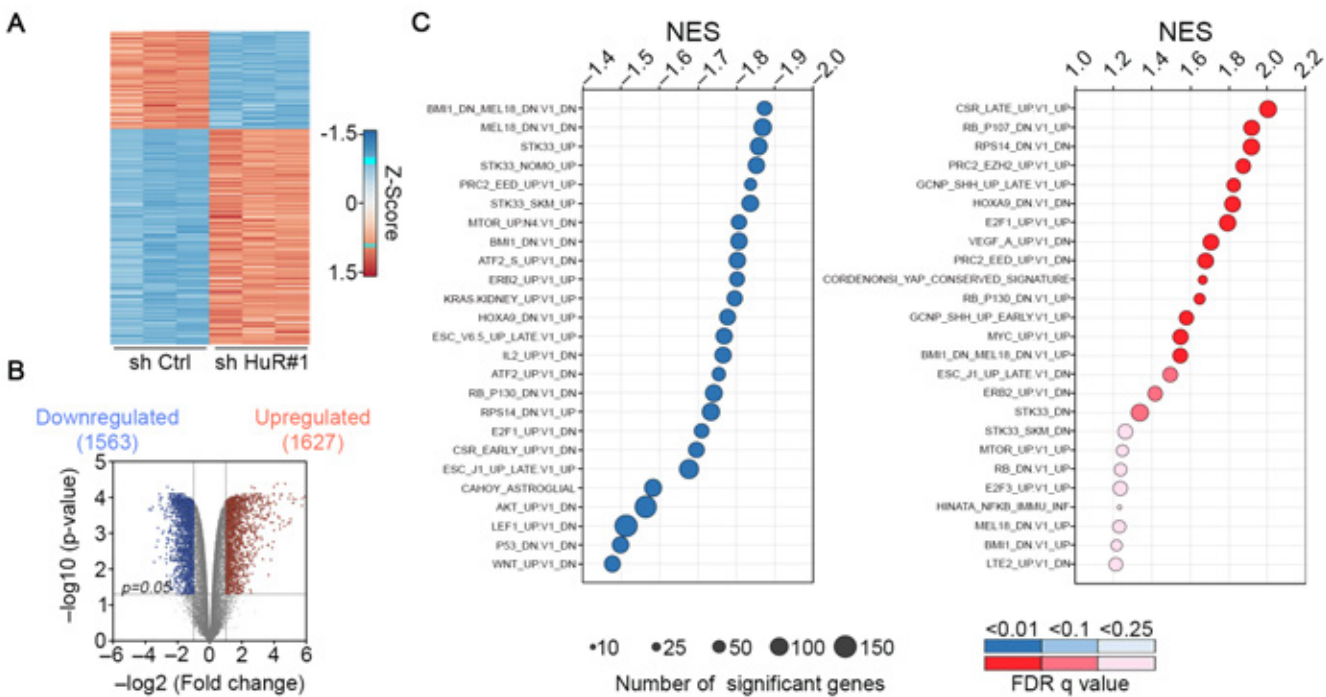 A
sh Ctrl sh HuR#1
-1.5
0
1.5
Z-Score
B
Downregulated
(1563)
Upregulated
(1627)
5
4
3
2
1
0
–log10 (p-value)
p=0.05
–6 –4 –2 0 2 4 6
–log2 (Fold change)
C
NES
–1.4 –1.5 –1.6 –1.7 –1.8 –1.9 –2.0
BMI1_DN_MEL18_DN.V1_DN
MEL18_DN.V1_DN
STK33_UP
STK33_NOMO_UP
PRC2_EED_UP.V1_UP
STK33_SKM_UP
MTOR_UP.N4.V1_DN
BMI1_DN.V1_DN
ATF2_S_UP.V1_DN
ERB2_UP.V1_UP
KRAS.KIDNEY_UP.V1_UP
HOXA9_DN.V1_UP
ESC_V6.5_UP_LATE.V1_UP
IL2_UP.V1_DN
ATF2_UP.V1_DN
RB_P130_DN.V1_DN
RPS14_DN.V1_UP
E2F1_UP.V1_DN
CSR_EARLY_UP.V1_DN
ESC_J1_UP_LATE.V1_UP
CAHOY_ASTROGLIAL
AKT_UP.V1_DN
LEF1_UP.V1_DN
P53_DN.V1_DN
WNT_UP.V1_DN
10 25 50 100 150
Number of significant genes
NES
1.0 1.2 1.4 1.6 1.8 2.0 2.2
CSR_LATE_UP.V1_UP
RB_P107_DN.V1_UP
RPS14_DN.V1_DN
PRC2_EZH2_UP.V1_UP
GCNP_SHH_UP_LATE.V1_UP
HOXA9_DN.V1_DN
E2F1_UP.V1_UP
VEGF_A_UP.V1_DN
PRC2_EED_UP.V1_DN
CORDENONSI_YAP_CONSERVED_SIGNATURE
RB_P130_DN.V1_UP
GCNP_SHH_UP_EARLY.V1_UP
MYC_UP.V1_UP
BMI1_DN_MEL18_DN.V1_UP
ESC_J1_UP_LATE.V1_DN
ERB2_UP.V1_DN
STK33_DN
STK33_SKM_DN
MTOR_UP.V1_UP
RB_DN.V1_UP
E2F3_UP.V1_UP
HINATA_NFKB_IMMU_INF
MEL18_DN.V1_UP
BMI1_DN.V1_UP
LTE2_UP.V1_DN
<0.01 <0.1 <0.25
FDR q value